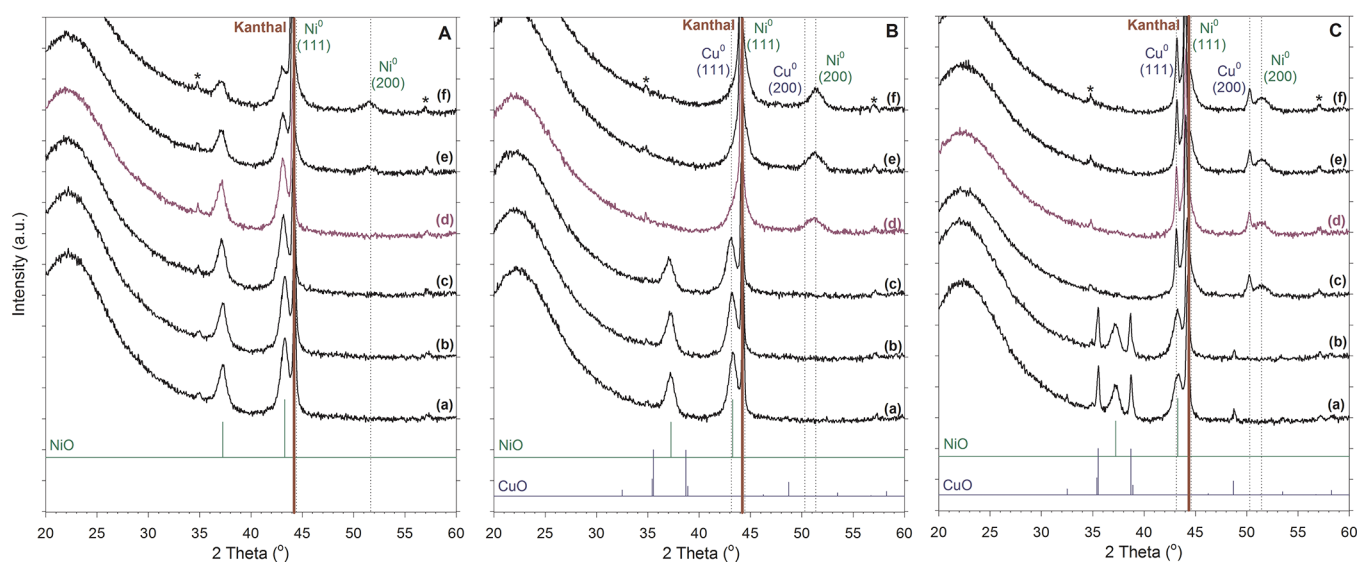 Intensity (a.u.)
A
Kanthal
Ni⁰
(111)
Ni⁰
(200)
*
*
(f)
(e)
(d)
(c)
(b)
(a)
NiO
20 25 30 35 40 45 50 55 60
2 Theta (°)
B
Kanthal
Cu⁰
(111)
Ni⁰
(111)
Cu⁰
(200)
Ni⁰
(200)
*
*
(f)
(e)
(d)
(c)
(b)
(a)
NiO
CuO
20 25 30 35 40 45 50 55 60
2 Theta (°)
C
Kanthal
Cu⁰
(111)
Ni⁰
(111)
Cu⁰
(200)
Ni⁰
(200)
*
*
(f)
(e)
(d)
(c)
(b)
(a)
NiO
CuO
20 25 30 35 40 45 50 55 60
2 Theta (°)